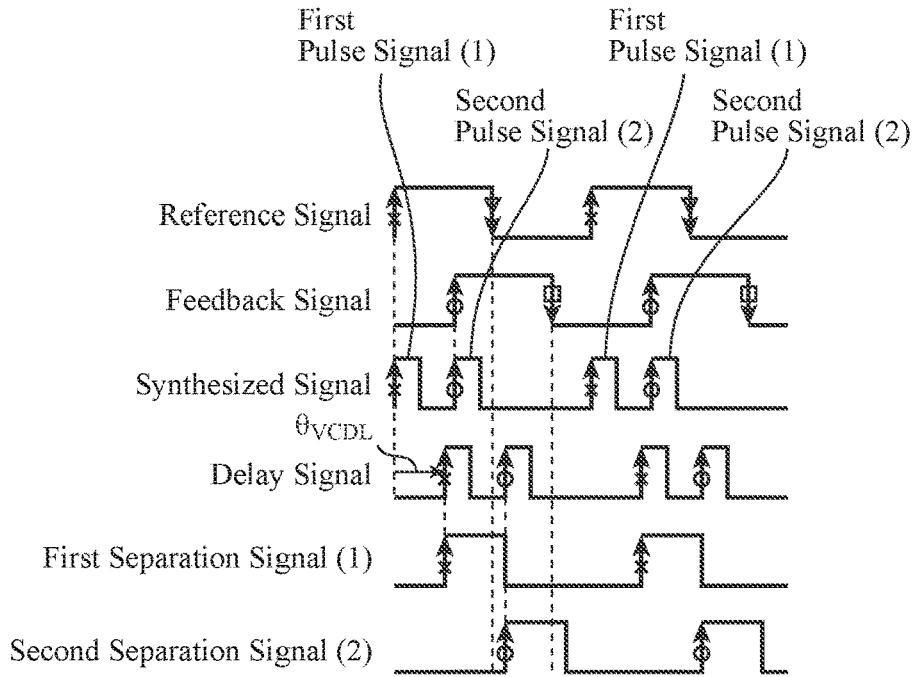 First
Pulse Signal (1)
First
Pulse Signal (1)
Second
Pulse Signal (2)
Second
Pulse Signal (2)
Reference Signal
Feedback Signal
Synthesized Signal
θVCDL
Delay Signal
First Separation Signal (1)
Second Separation Signal (2)